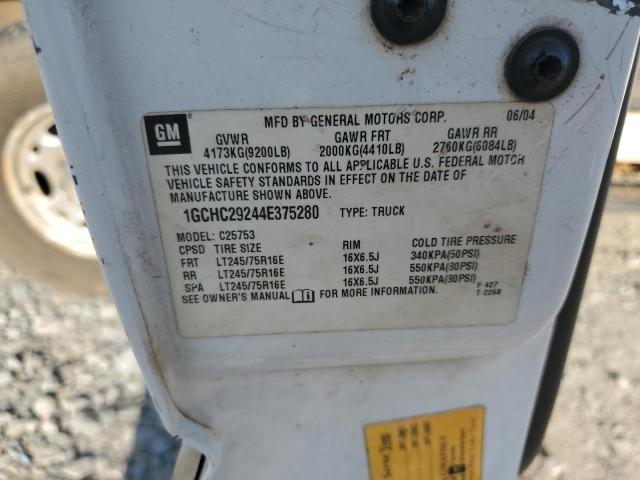 GM
MFD BY GENERAL MOTORS CORP. 06/04
GVWR GAWR FRT GAWR RR
4173KG(9200LB) 2000KG(4410LB) 2760KG(6084LB)
THIS VEHICLE CONFORMS TO ALL APPLICABLE U.S. FEDERAL MOTOR
VEHICLE SAFETY STANDARDS IN EFFECT ON THE DATE OF
MANUFACTURE SHOWN ABOVE.
1GCHC29244E375280 TYPE: TRUCK
MODEL: C25753
CPSD TIRE SIZE RIM COLD TIRE PRESSURE
FRT LT245/75R16E 16X6.5J 340KPA(50PSI)
RR LT245/75R16E 16X6.5J 550KPA(80PSI)
SPA LT245/75R16E 16X6.5J 550KPA(80PSI)
SEE OWNER'S MANUAL FOR MORE INFORMATION.
F 427
T 2268